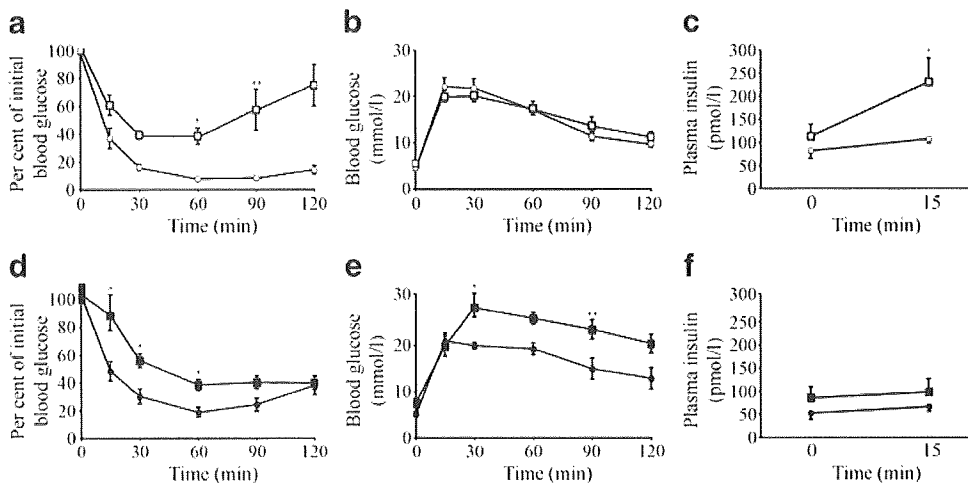 a
b
c
Per cent of initial
blood glucose
100
80
60
40
20
0
0 30 60 90 120
Time (min)
Blood glucose
(mmol/l)
30
20
10
0
0 30 60 90 120
Time (min)
Plasma insulin
(pmol/l)
300
250
200
150
100
50
0
0 15
Time (min)
d
e
f
Per cent of initial
blood glucose
100
80
60
40
20
0
0 30 60 90 120
Time (min)
Blood glucose
(mmol/l)
30
20
10
0
0 30 60 90 120
Time (min)
Plasma insulin
(pmol/l)
300
250
200
150
100
50
0
0 15
Time (min)